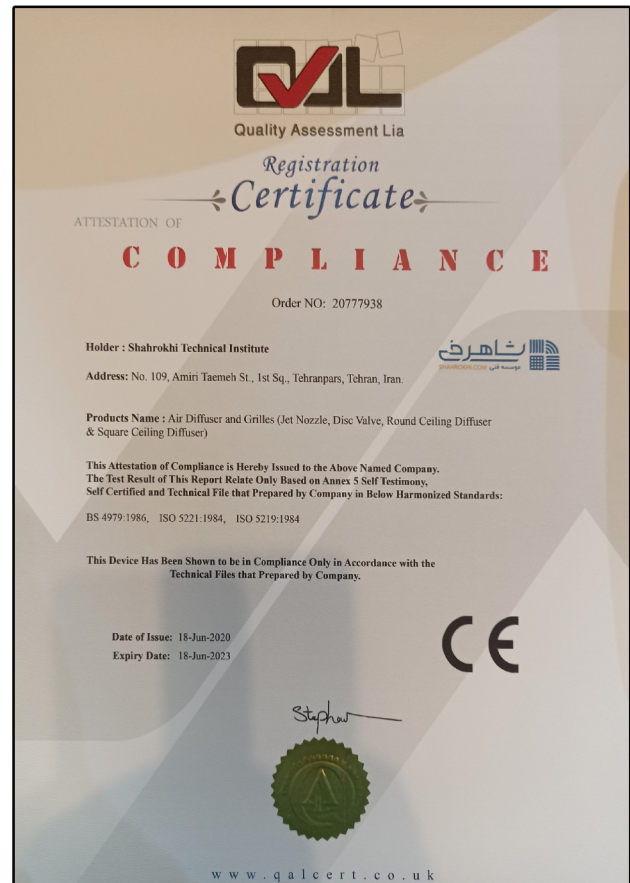 QAL
Quality Assessment Lia
Registration
Certificate
ATTESTATION OF
COMPLIANCE
Order NO: 20777938
Holder : Shahrokhi Technical Institute
شاهرخی
موسسه فنی SHAHROKHI.COM
Address: No. 109, Amiri Taemeh St., 1st Sq., Tehranpars, Tehran, Iran.
Products Name : Air Diffuser and Grilles (Jet Nozzle, Disc Valve, Round Ceiling Diffuser
& Square Ceiling Diffuser)
This Attestation of Compliance is Hereby Issued to the Above Named Company.
The Test Result of This Report Relate Only Based on Annex 5 Self Testimony,
Self Certified and Technical File that Prepared by Company in Below Harmonized Standards:
BS 4979:1986, ISO 5221:1984, ISO 5219:1984
This Device Has Been Shown to be in Compliance Only in Accordance with the
Technical Files that Prepared by Company.
Date of Issue: 18-Jun-2020
Expiry Date: 18-Jun-2023
CE
www.qalcert.co.uk